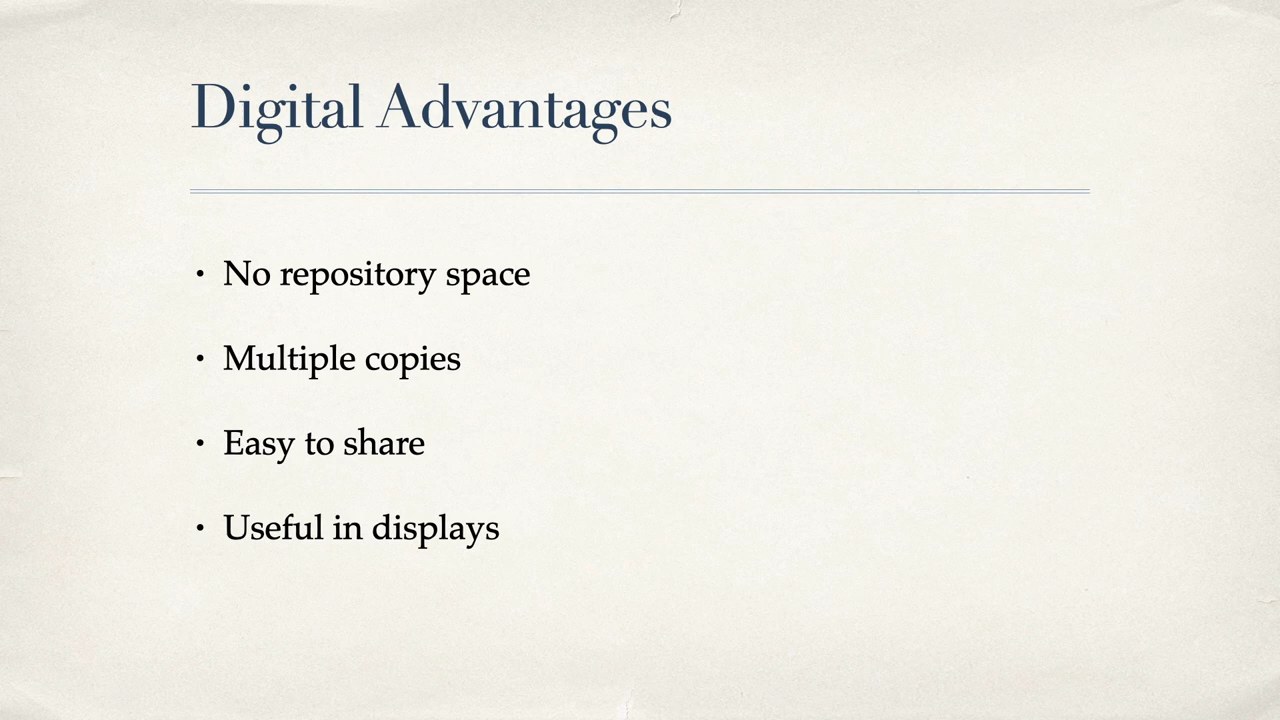 Digital Advantages
• No repository space
• Multiple copies
• Easy to share
• Useful in displays